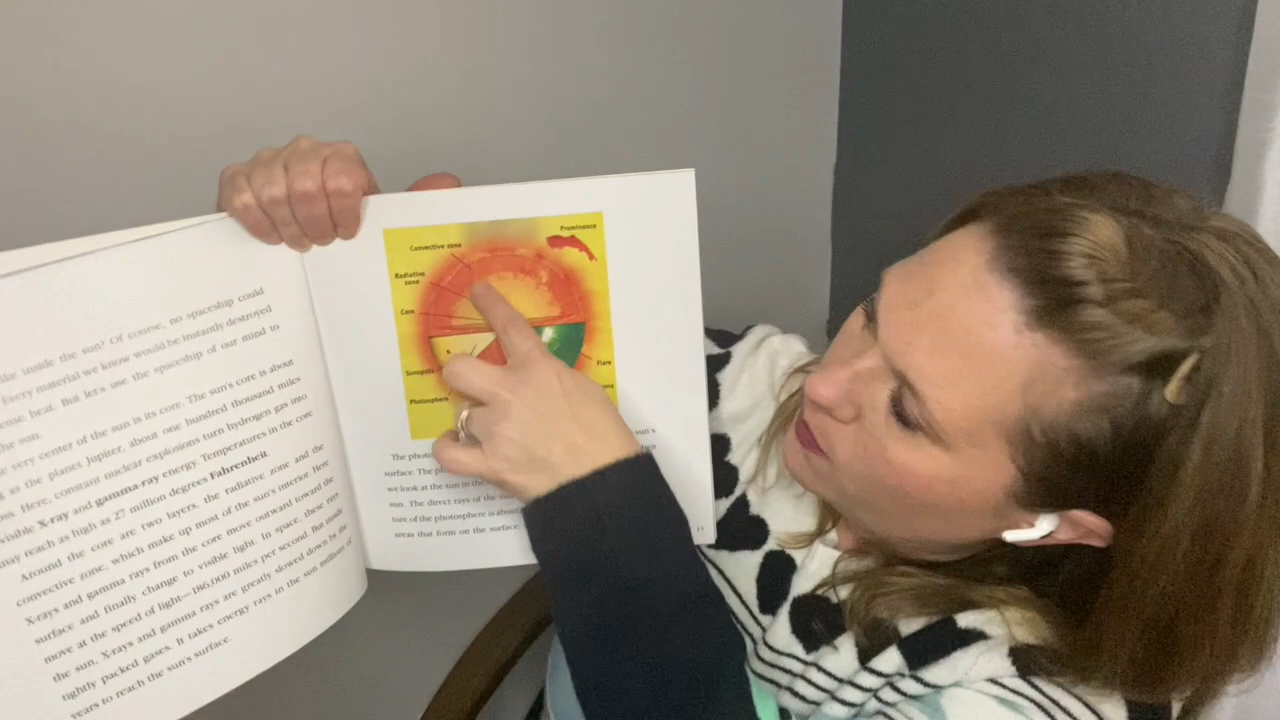 like inside the sun? Of course, no spaceship could
Every material we know would be instantly destroyed
ense heat. But let's use the spaceship of our mind to
the sun.
e very center of the sun is its core. The sun's core is about
g as the planet Jupiter, about one hundred thousand miles
oss. Here, constant nuclear explosions turn hydrogen gas into
visible X-ray and gamma-ray energy. Temperatures in the core
may reach as high as 27 million degrees Fahrenheit.
Around the core are two layers, the radiative zone and the
convective zone, which make up most of the sun's interior. Here
X-rays and gamma rays from the core move outward toward the
surface and finally change to visible light. In space, these rays
move at the speed of light—186,000 miles per second. But inside
the sun, X-rays and gamma rays are greatly slowed down by the
tightly packed gases. It takes energy rays in the sun millions of
years to reach the sun's surface.
Prominence
Convective zone
Radiative
zone
Core
Sunspots
Flare
Photosphere
The photo sun's
surface. The
we look at the sun in the
sun. The direct rays of the
ture of the photosphere is about
areas that form on the surface
13